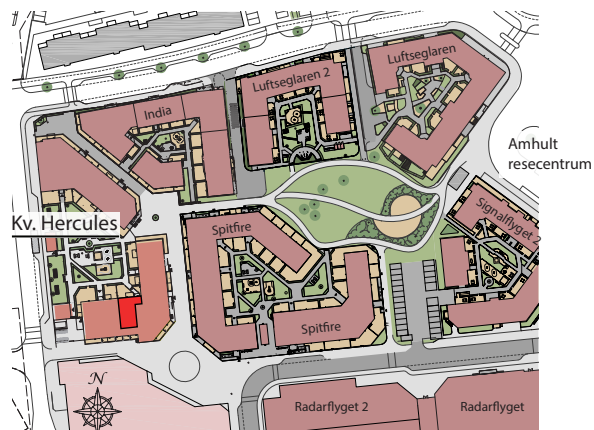 Luftseglaren
Luftseglaren 2
India
Amhult
resecentrum
Signalflyget 2
Kv. Hercules
Spitfire
Spitfire
N
Radarflyget 2
Radarflyget